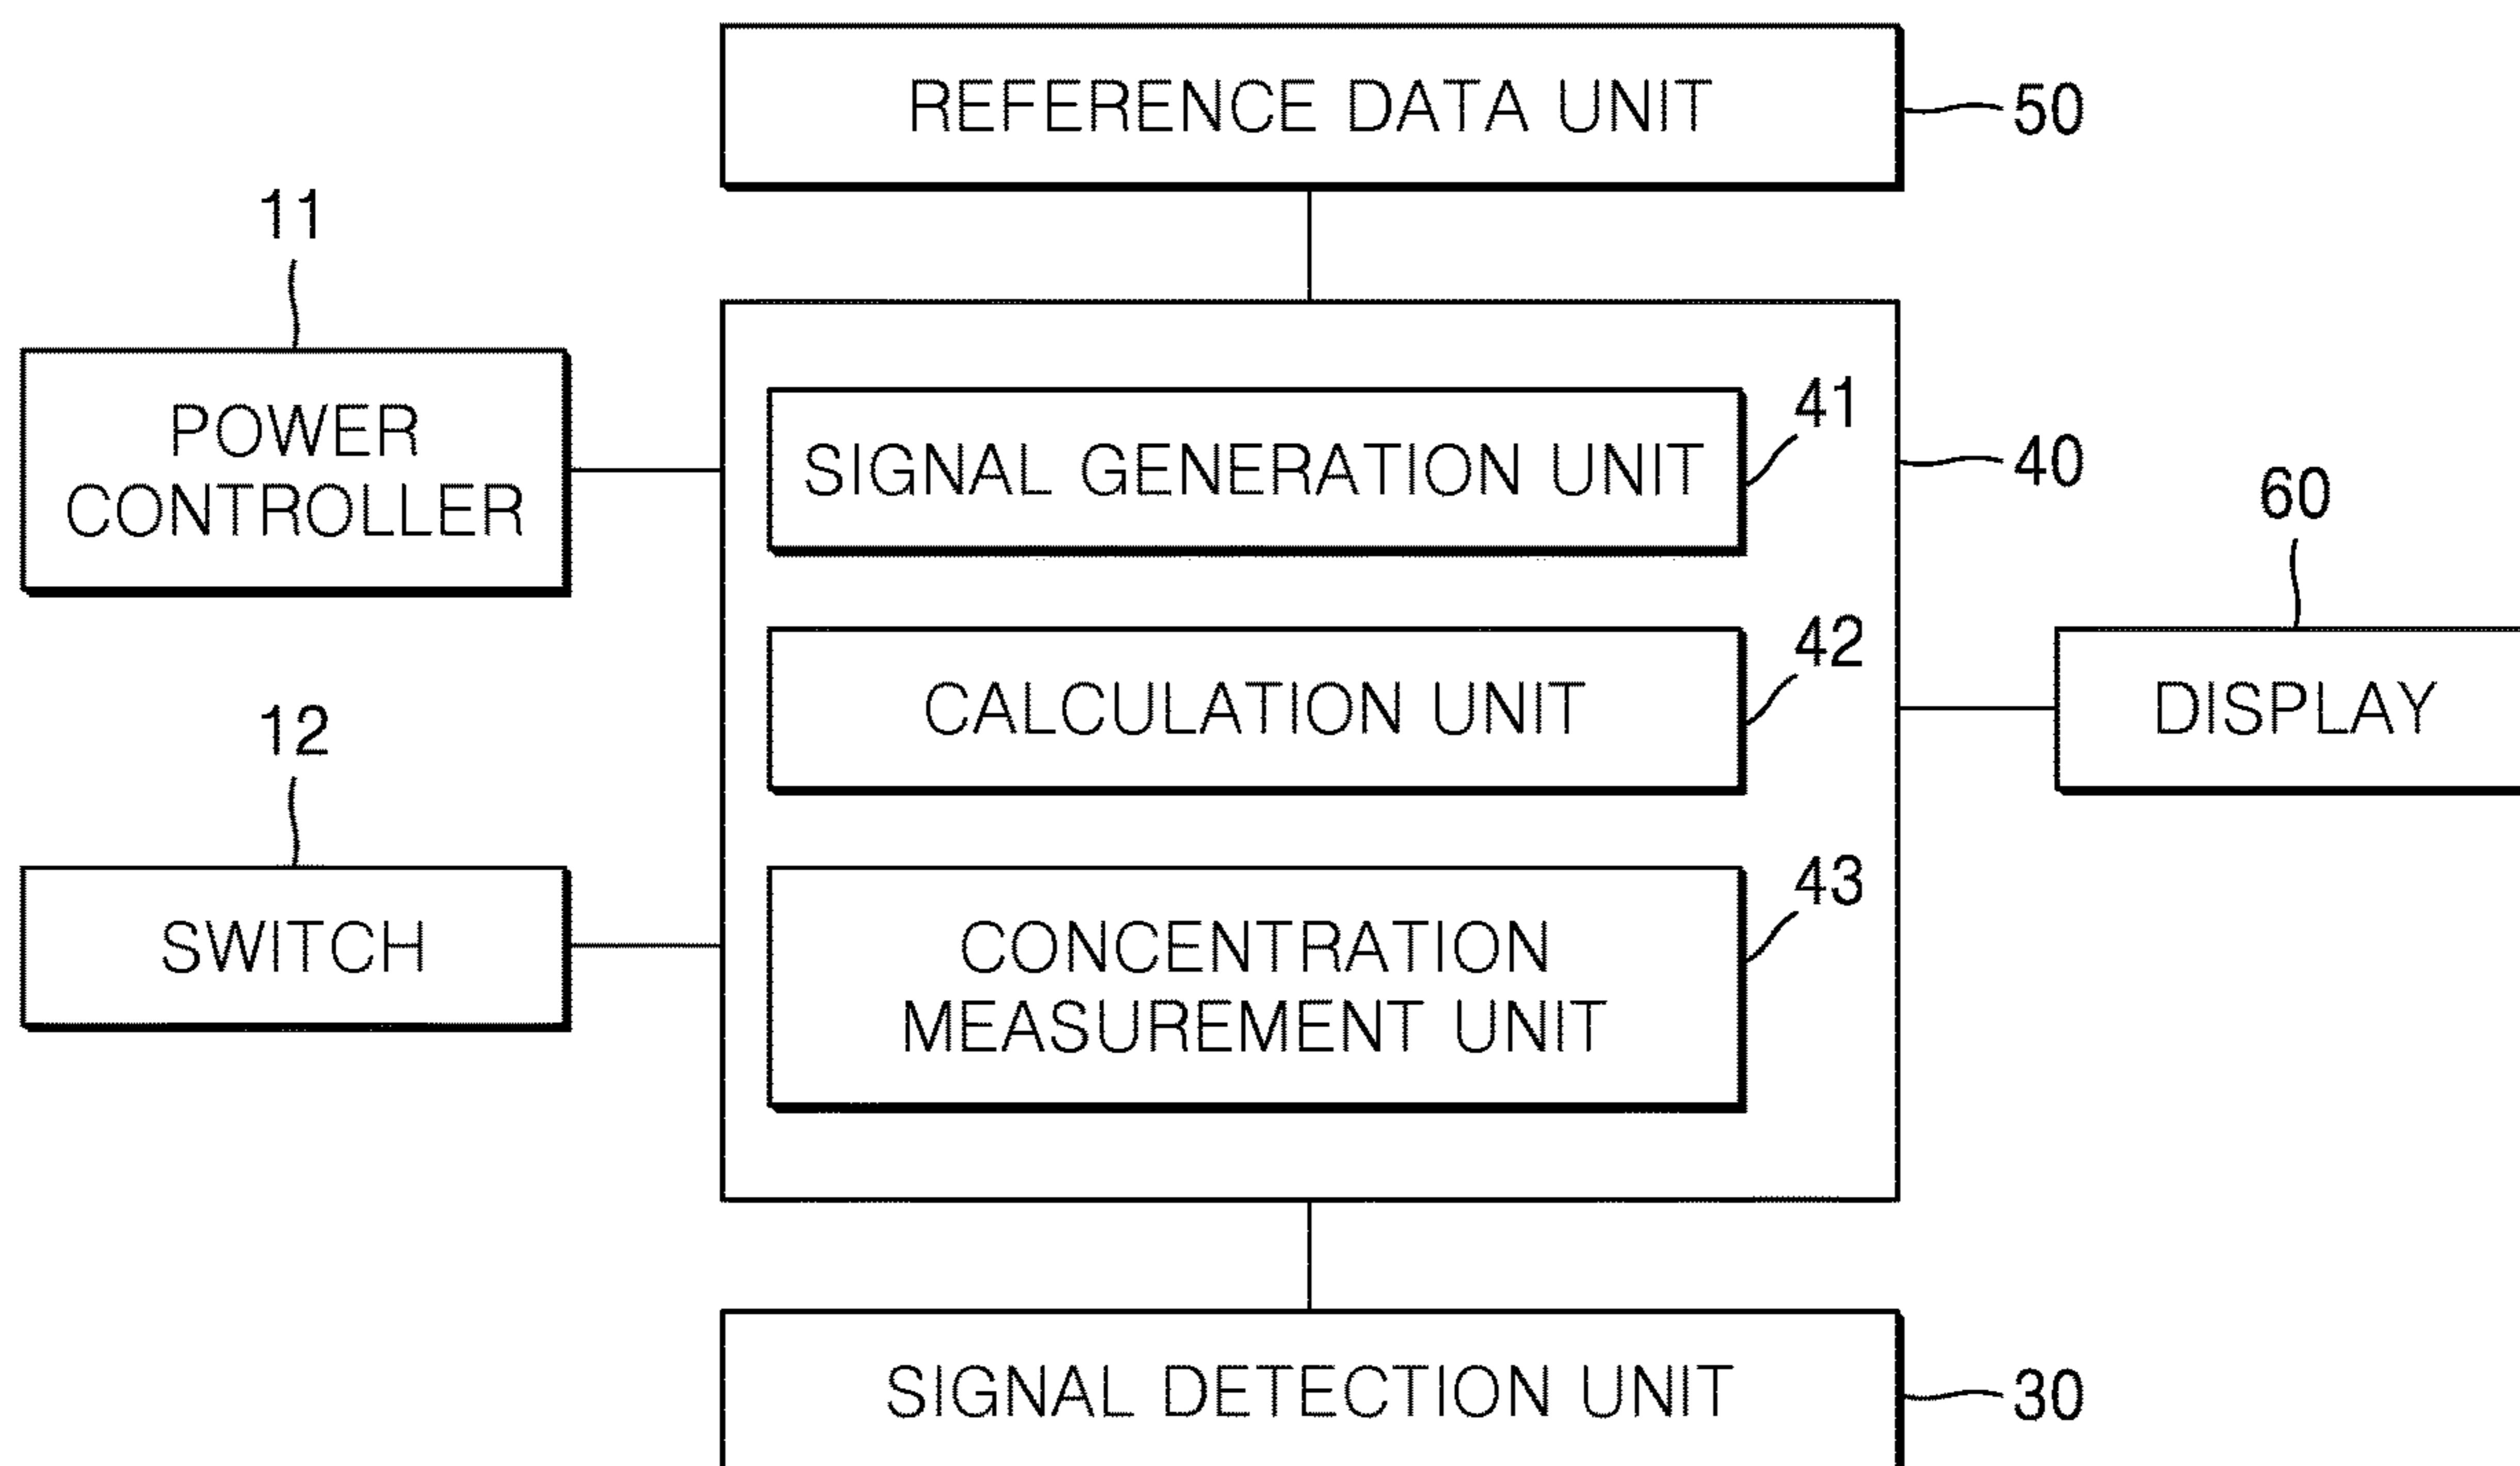 REFERENCE DATA UNIT
50
11
POWER
CONTROLLER
SIGNAL GENERATION UNIT
41
40
60
CALCULATION UNIT
42
DISPLAY
12
SWITCH
CONCENTRATION
MEASUREMENT UNIT
43
SIGNAL DETECTION UNIT
30